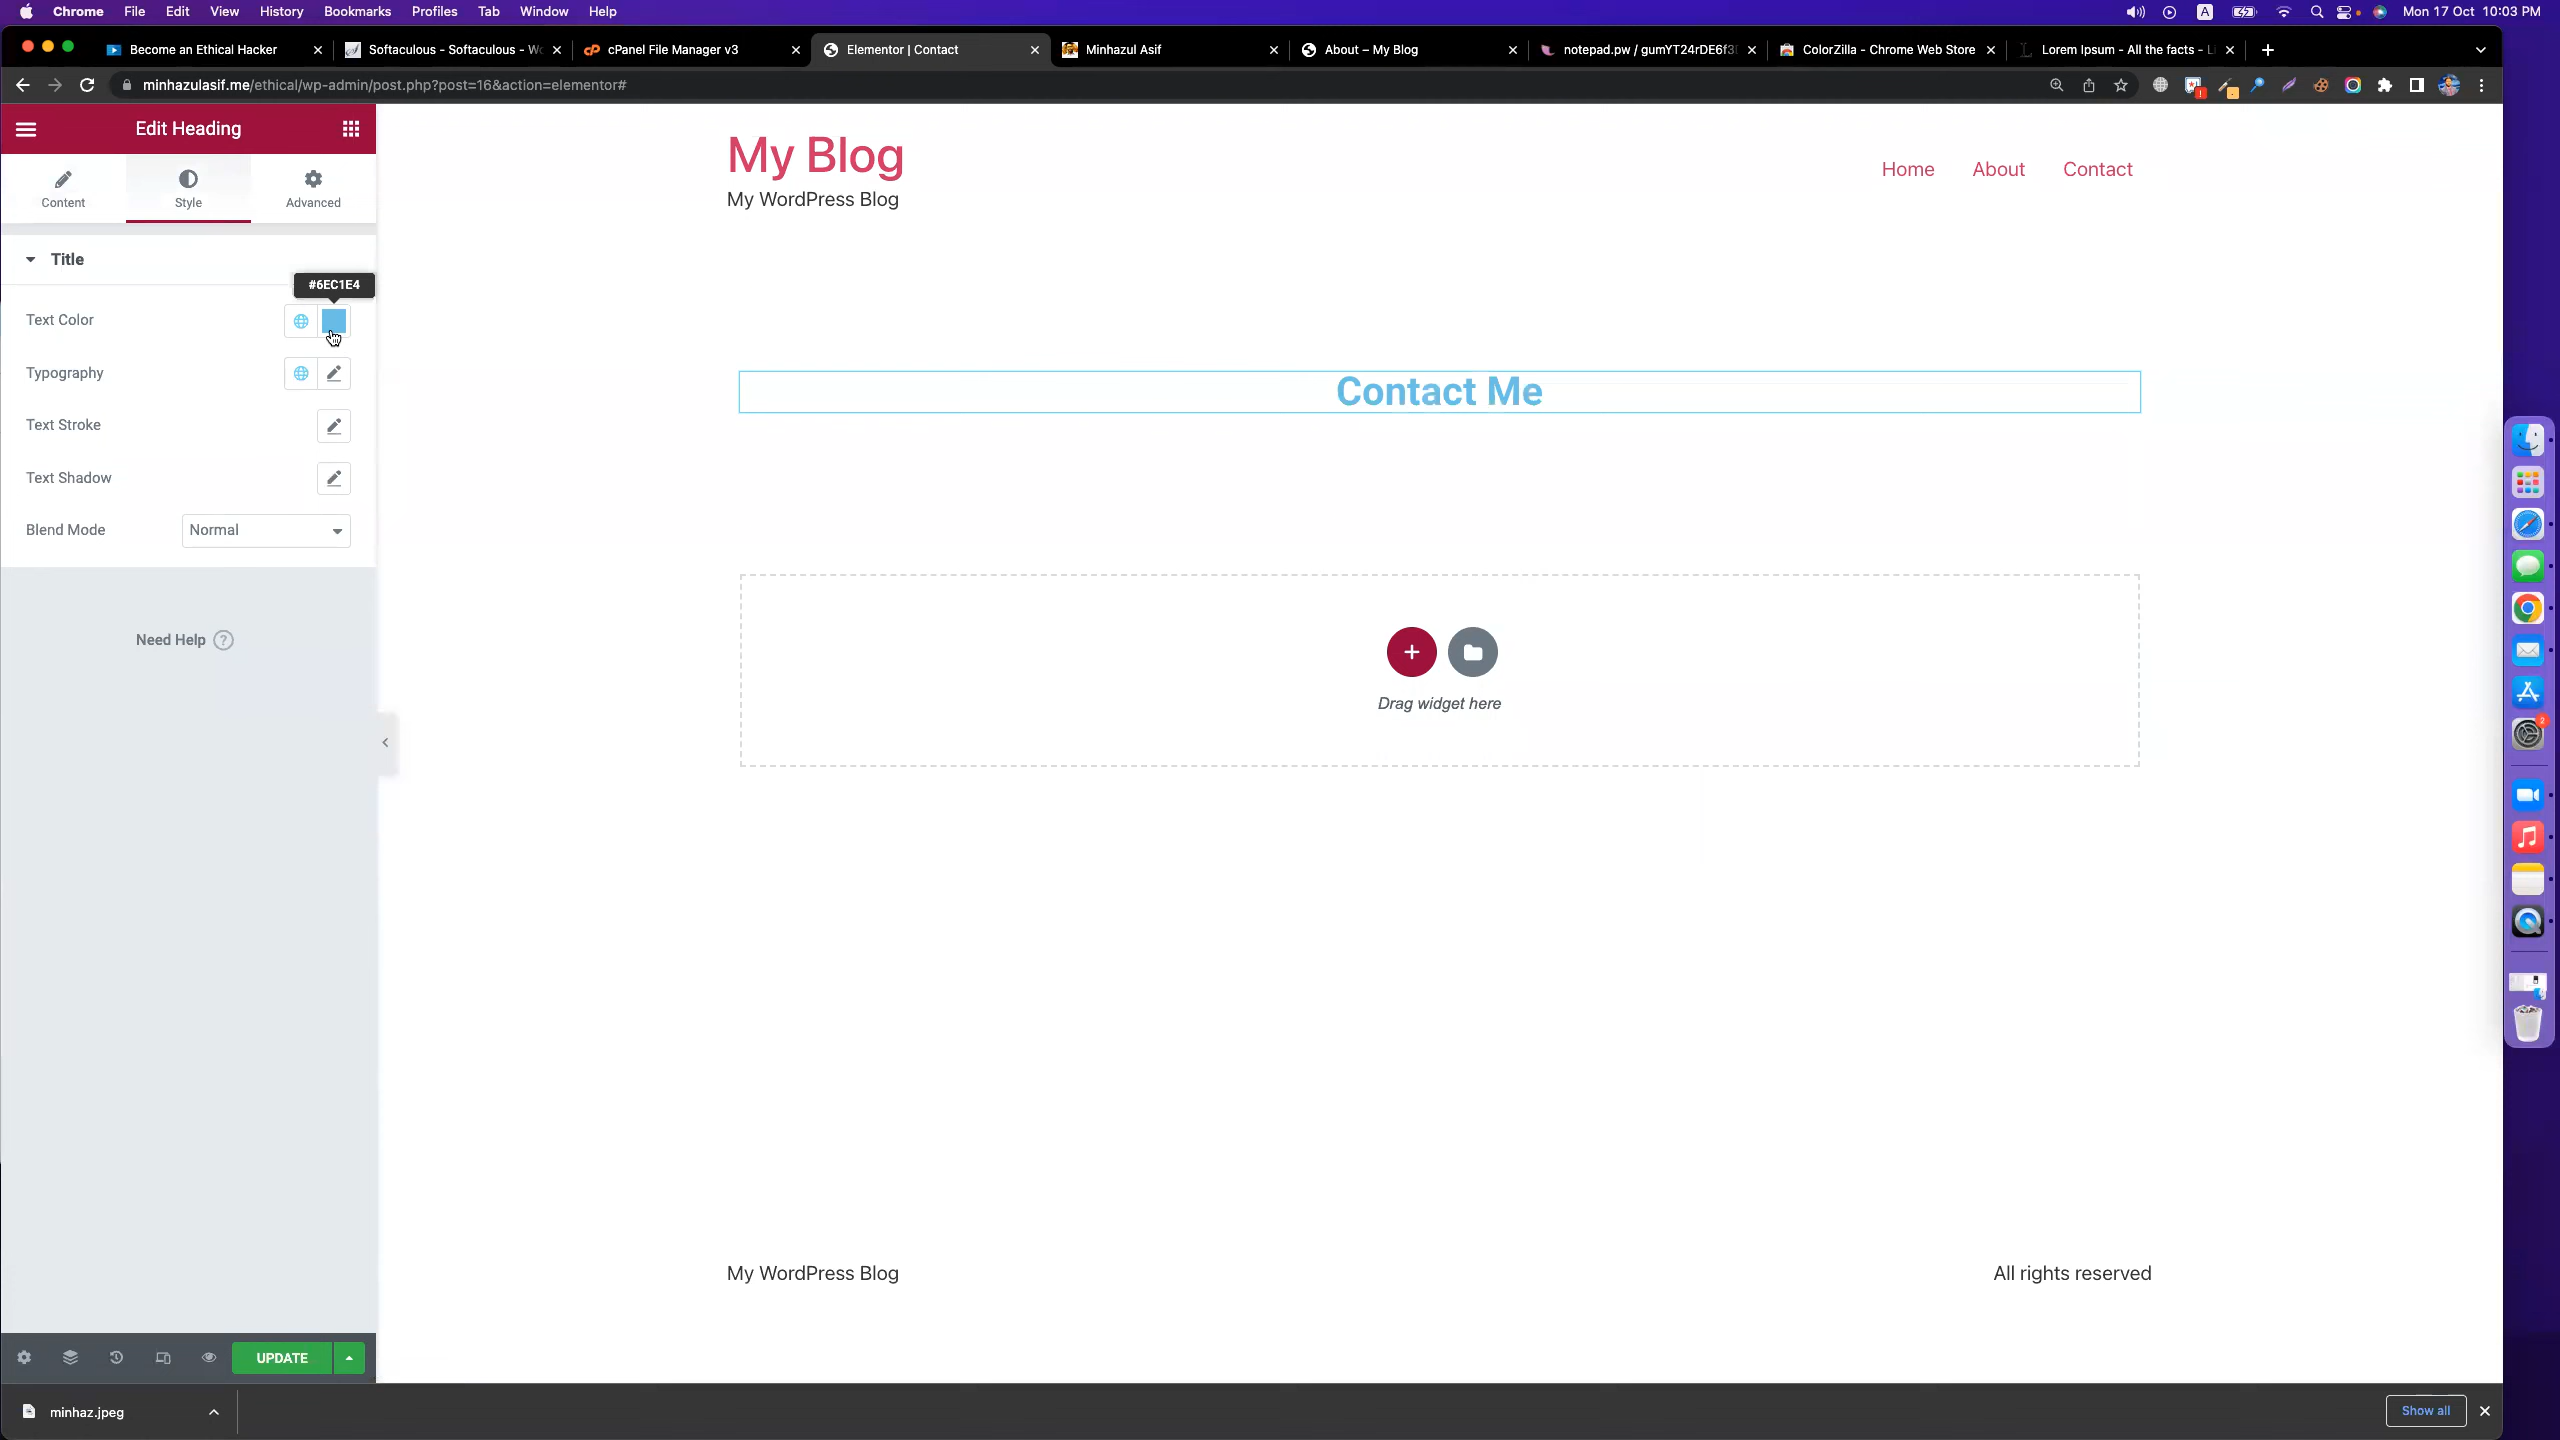 Chrome File Edit View History Bookmarks Profiles Tab Window Help
A Mon 17 Oct 10:03 PM
Become an Ethical Hacker
Softaculous - Softaculous - Wo
cPanel File Manager v3
Elementor | Contact
Minhazul Asif
About – My Blog
notepad.pw / gumYT24rDE6f3
ColorZilla - Chrome Web Store
Lorem Ipsum - All the facts - Li
minhazulasif.me/ethical/wp-admin/post.php?post=16&action=elementor#
Edit Heading
Content
Style
Advanced
Title
#6EC1E4
Text Color
Typography
Text Stroke
Text Shadow
Blend Mode Normal
Need Help ?
UPDATE
My Blog
My WordPress Blog
Home About Contact
Contact Me
Drag widget here
My WordPress Blog
All rights reserved
2
minhaz.jpeg
Show all